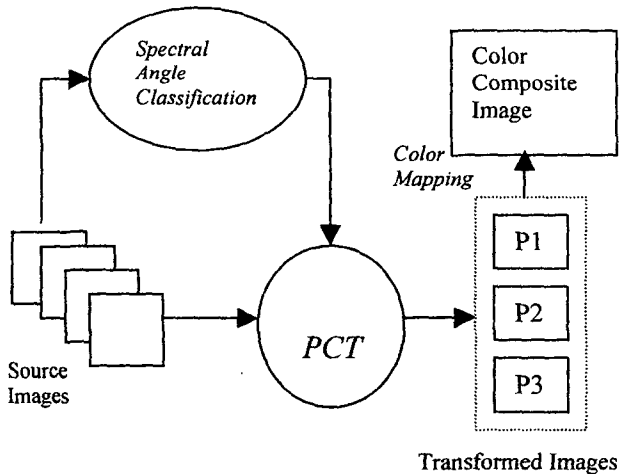 Spectral
Angle
Classification
Color
Composite
Image
Color
Mapping
P1
P2
P3
PCT
Source
Images
Transformed Images